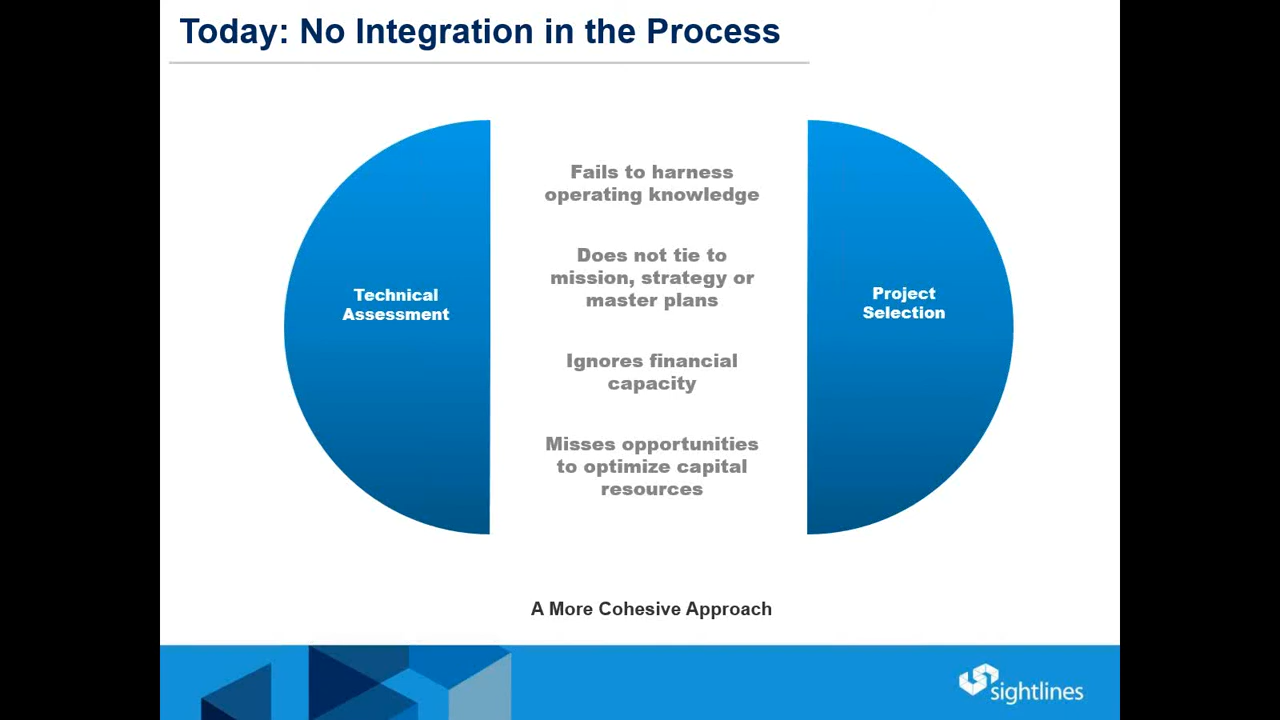 Today: No Integration in the Process
Technical
Assessment
Fails to harness
operating knowledge
Does not tie to
mission, strategy or
master plans
Ignores financial
capacity
Misses opportunities
to optimize capital
resources
Project
Selection
A More Cohesive Approach
sightlines